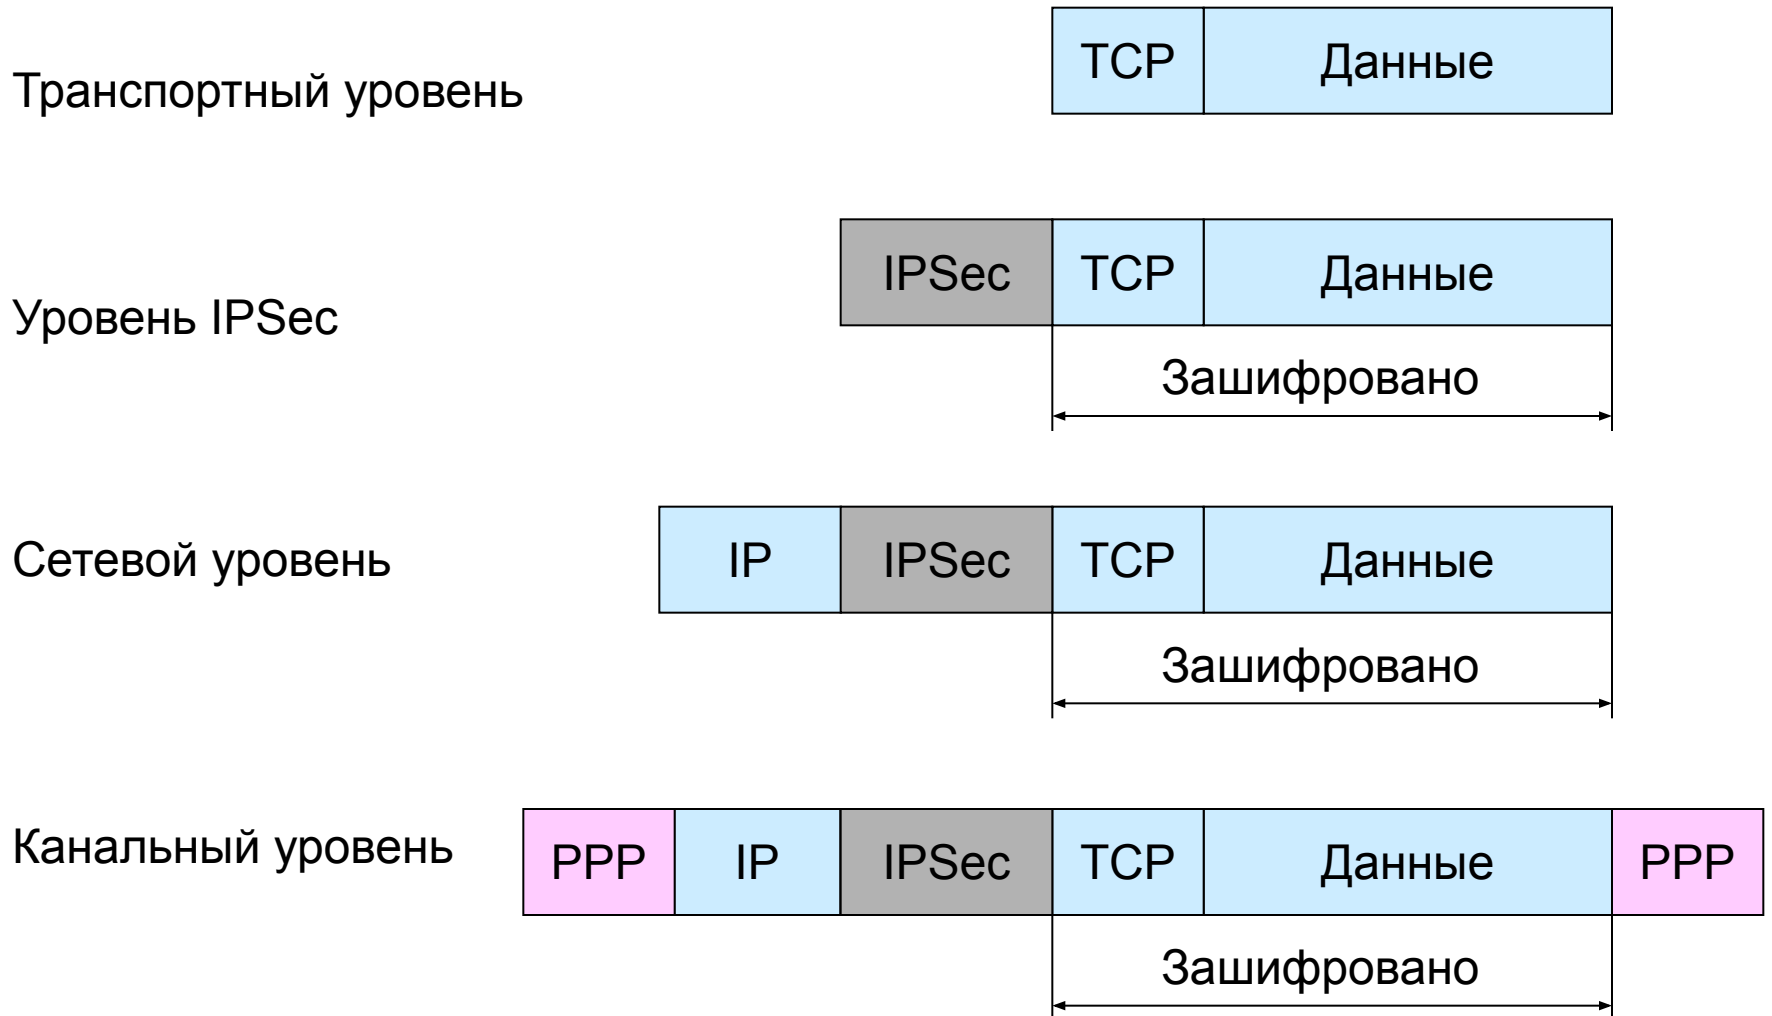 Транспортный уровень TCP Данные
Уровень IPSec IPSec TCP Данные
Зашифровано
Сетевой уровень IP IPSec TCP Данные
Зашифровано
Канальный уровень PPP IP IPSec TCP Данные PPP
Зашифровано